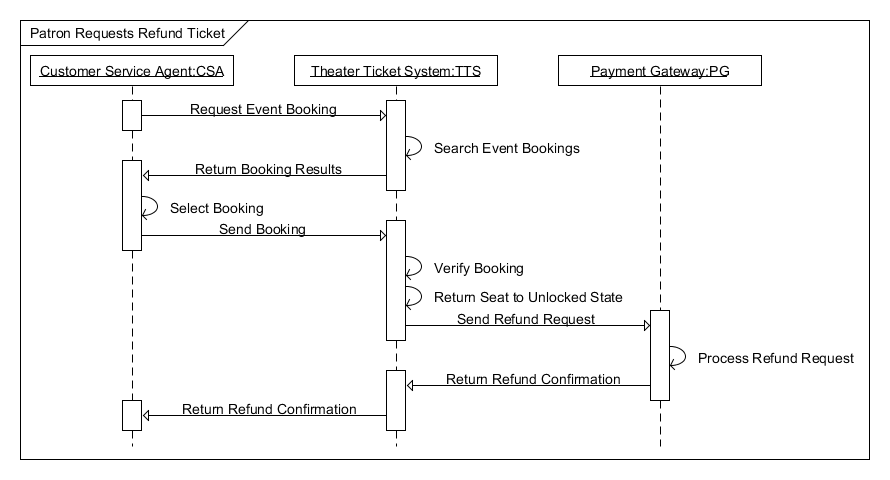 Patron Requests Refund Ticket
Customer Service Agent:CSA
Theater Ticket System:TTS
Payment Gateway:PG
Request Event Booking
Search Event Bookings
Return Booking Results
Select Booking
Send Booking
Verify Booking
Return Seat to Unlocked State
Send Refund Request
Process Refund Request
Return Refund Confirmation
Return Refund Confirmation